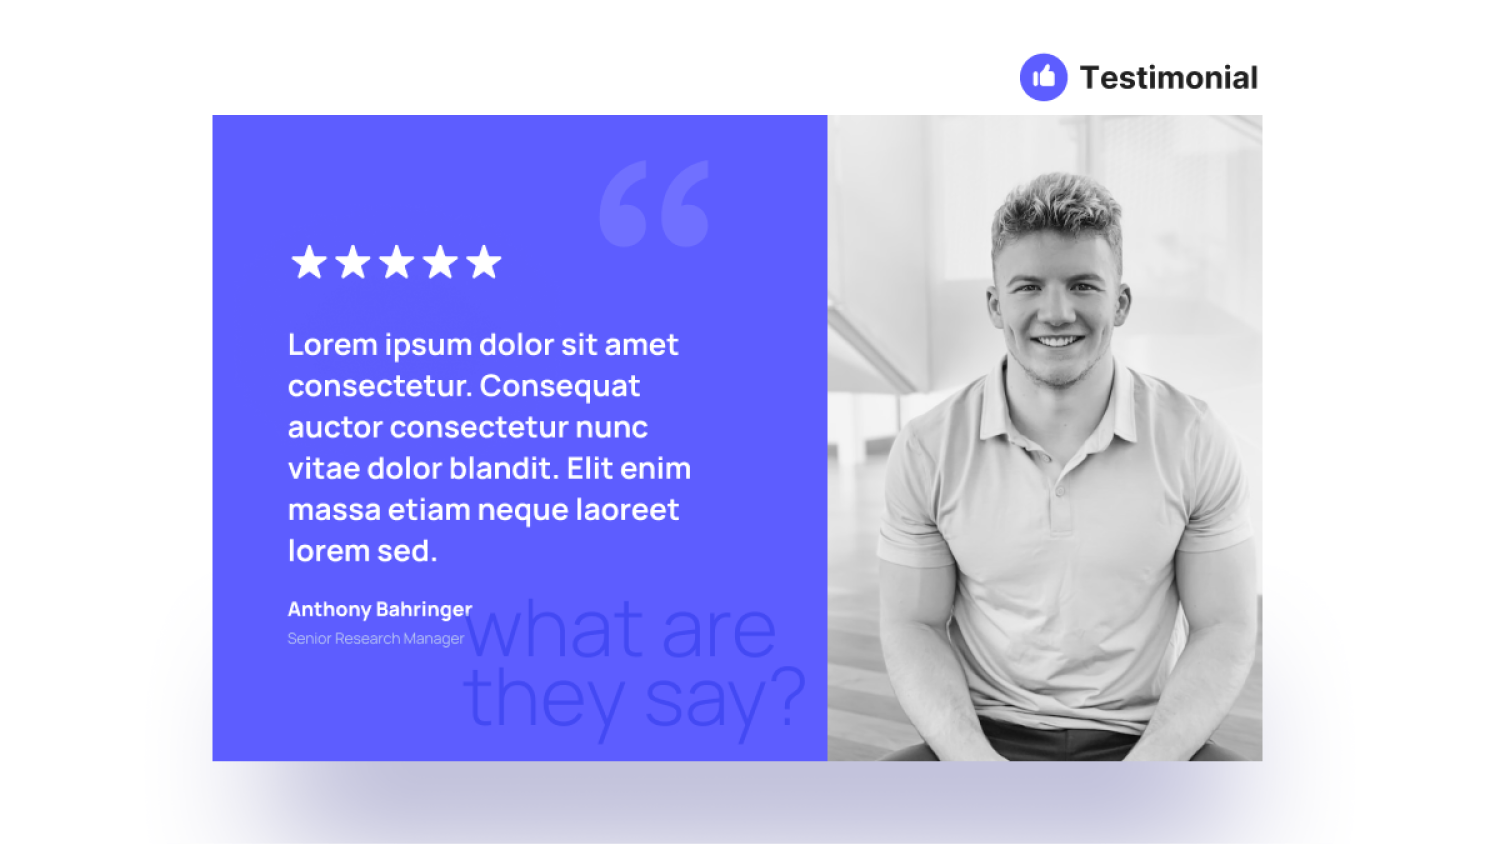 Testimonial
“
Lorem ipsum dolor sit amet
consectetur. Consequat
auctor consectetur nunc
vitae dolor blandit. Elit enim
massa etiam neque laoreet
lorem sed.
Anthony Bahringer
Senior Research Manager
what are
they say?